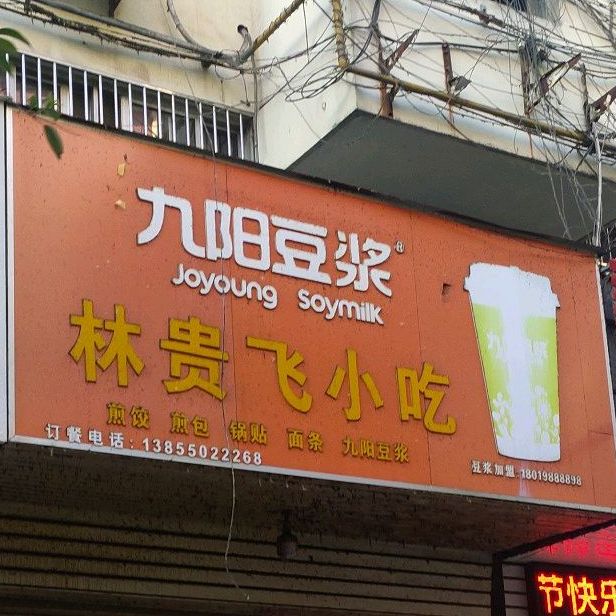 九阳豆浆®
Joyoung Soymilk
林贵飞小吃
煎饺 煎包 锅贴 面条 九阳豆浆
订餐电话：13855022268
豆浆加盟:18019888898
节快乐